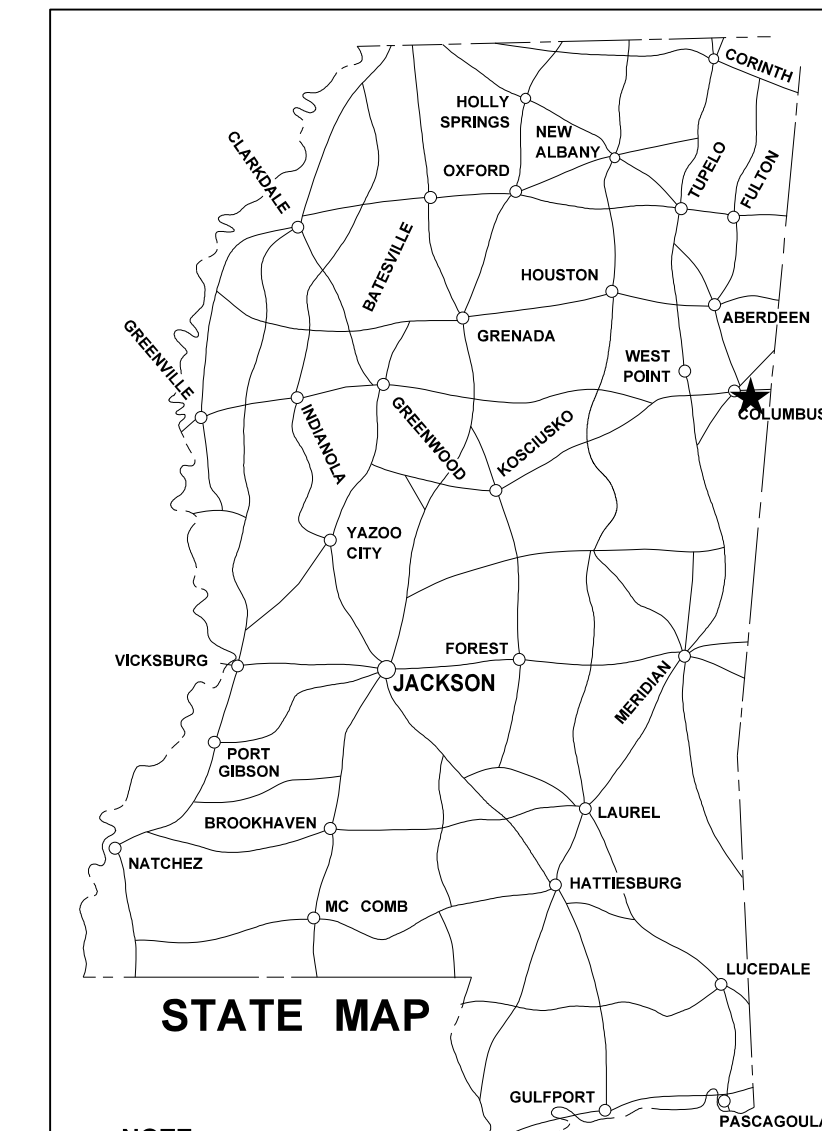 CORINTH
HOLLY
SPRINGS
NEW
ALBANY
CLARKDALE
OXFORD
TUPELO
FULTON
BATESVILLE
HOUSTON
ABERDEEN
GREENVILLE
GRENADA
WEST
POINT
COLUMBUS
INDIANOLA
GREENWOOD
KOSCIUSKO
YAZOO
CITY
VICKSBURG
FOREST
JACKSON
MERIDIAN
PORT
GIBSON
BROOKHAVEN
LAUREL
NATCHEZ
HATTIESBURG
MC COMB
LUCEDALE
STATE MAP
GULFPORT
PASCAGOULA
NOTE